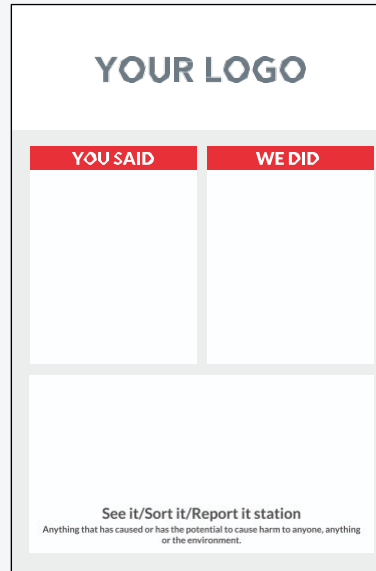 YOUR LOGO
YOU SAID
WE DID
See it/Sort it/Report it station
Anything that has caused or has the potential to cause harm to anyone, anything
or the environment.